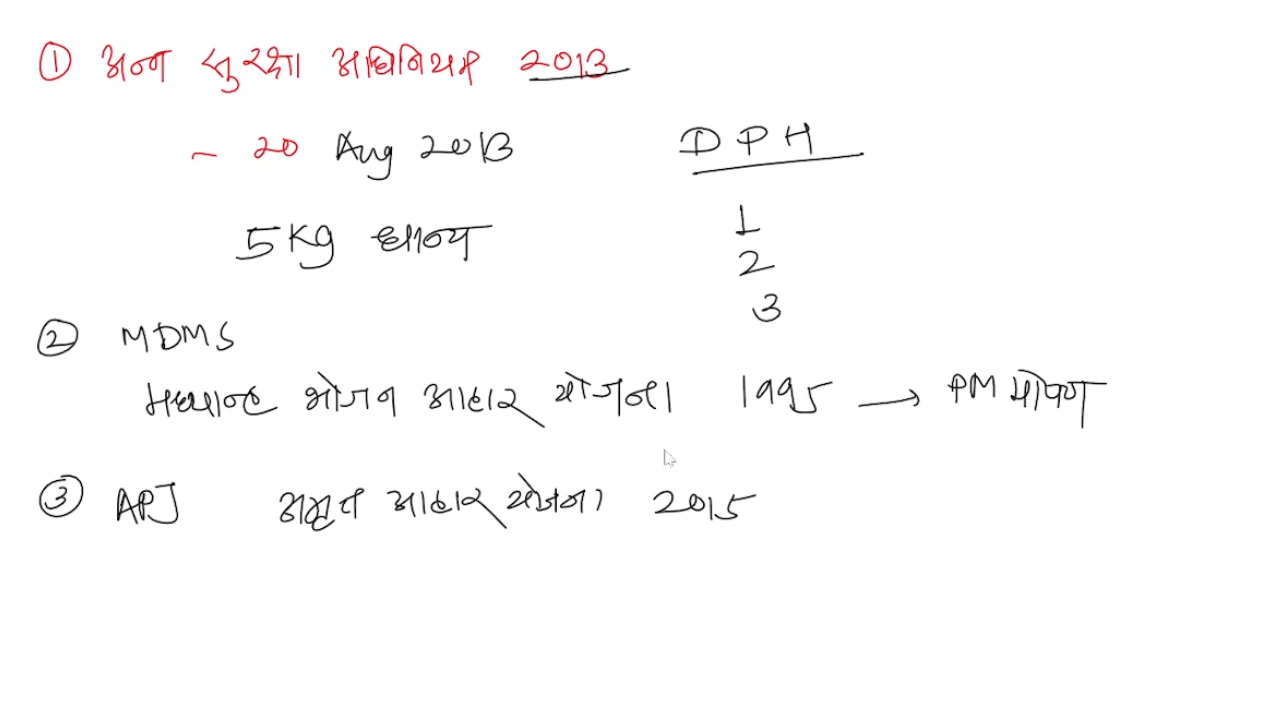 ① अन्न सुरक्षा अधिनियम 2013
- 20 Aug 2013
5 Kg धान्य
DPH
1
2
3
② MDMS
मध्यान्ह भोजन आहार योजना 1995 → PM पोषण
③ APJ अमृत आहार योजना 2015